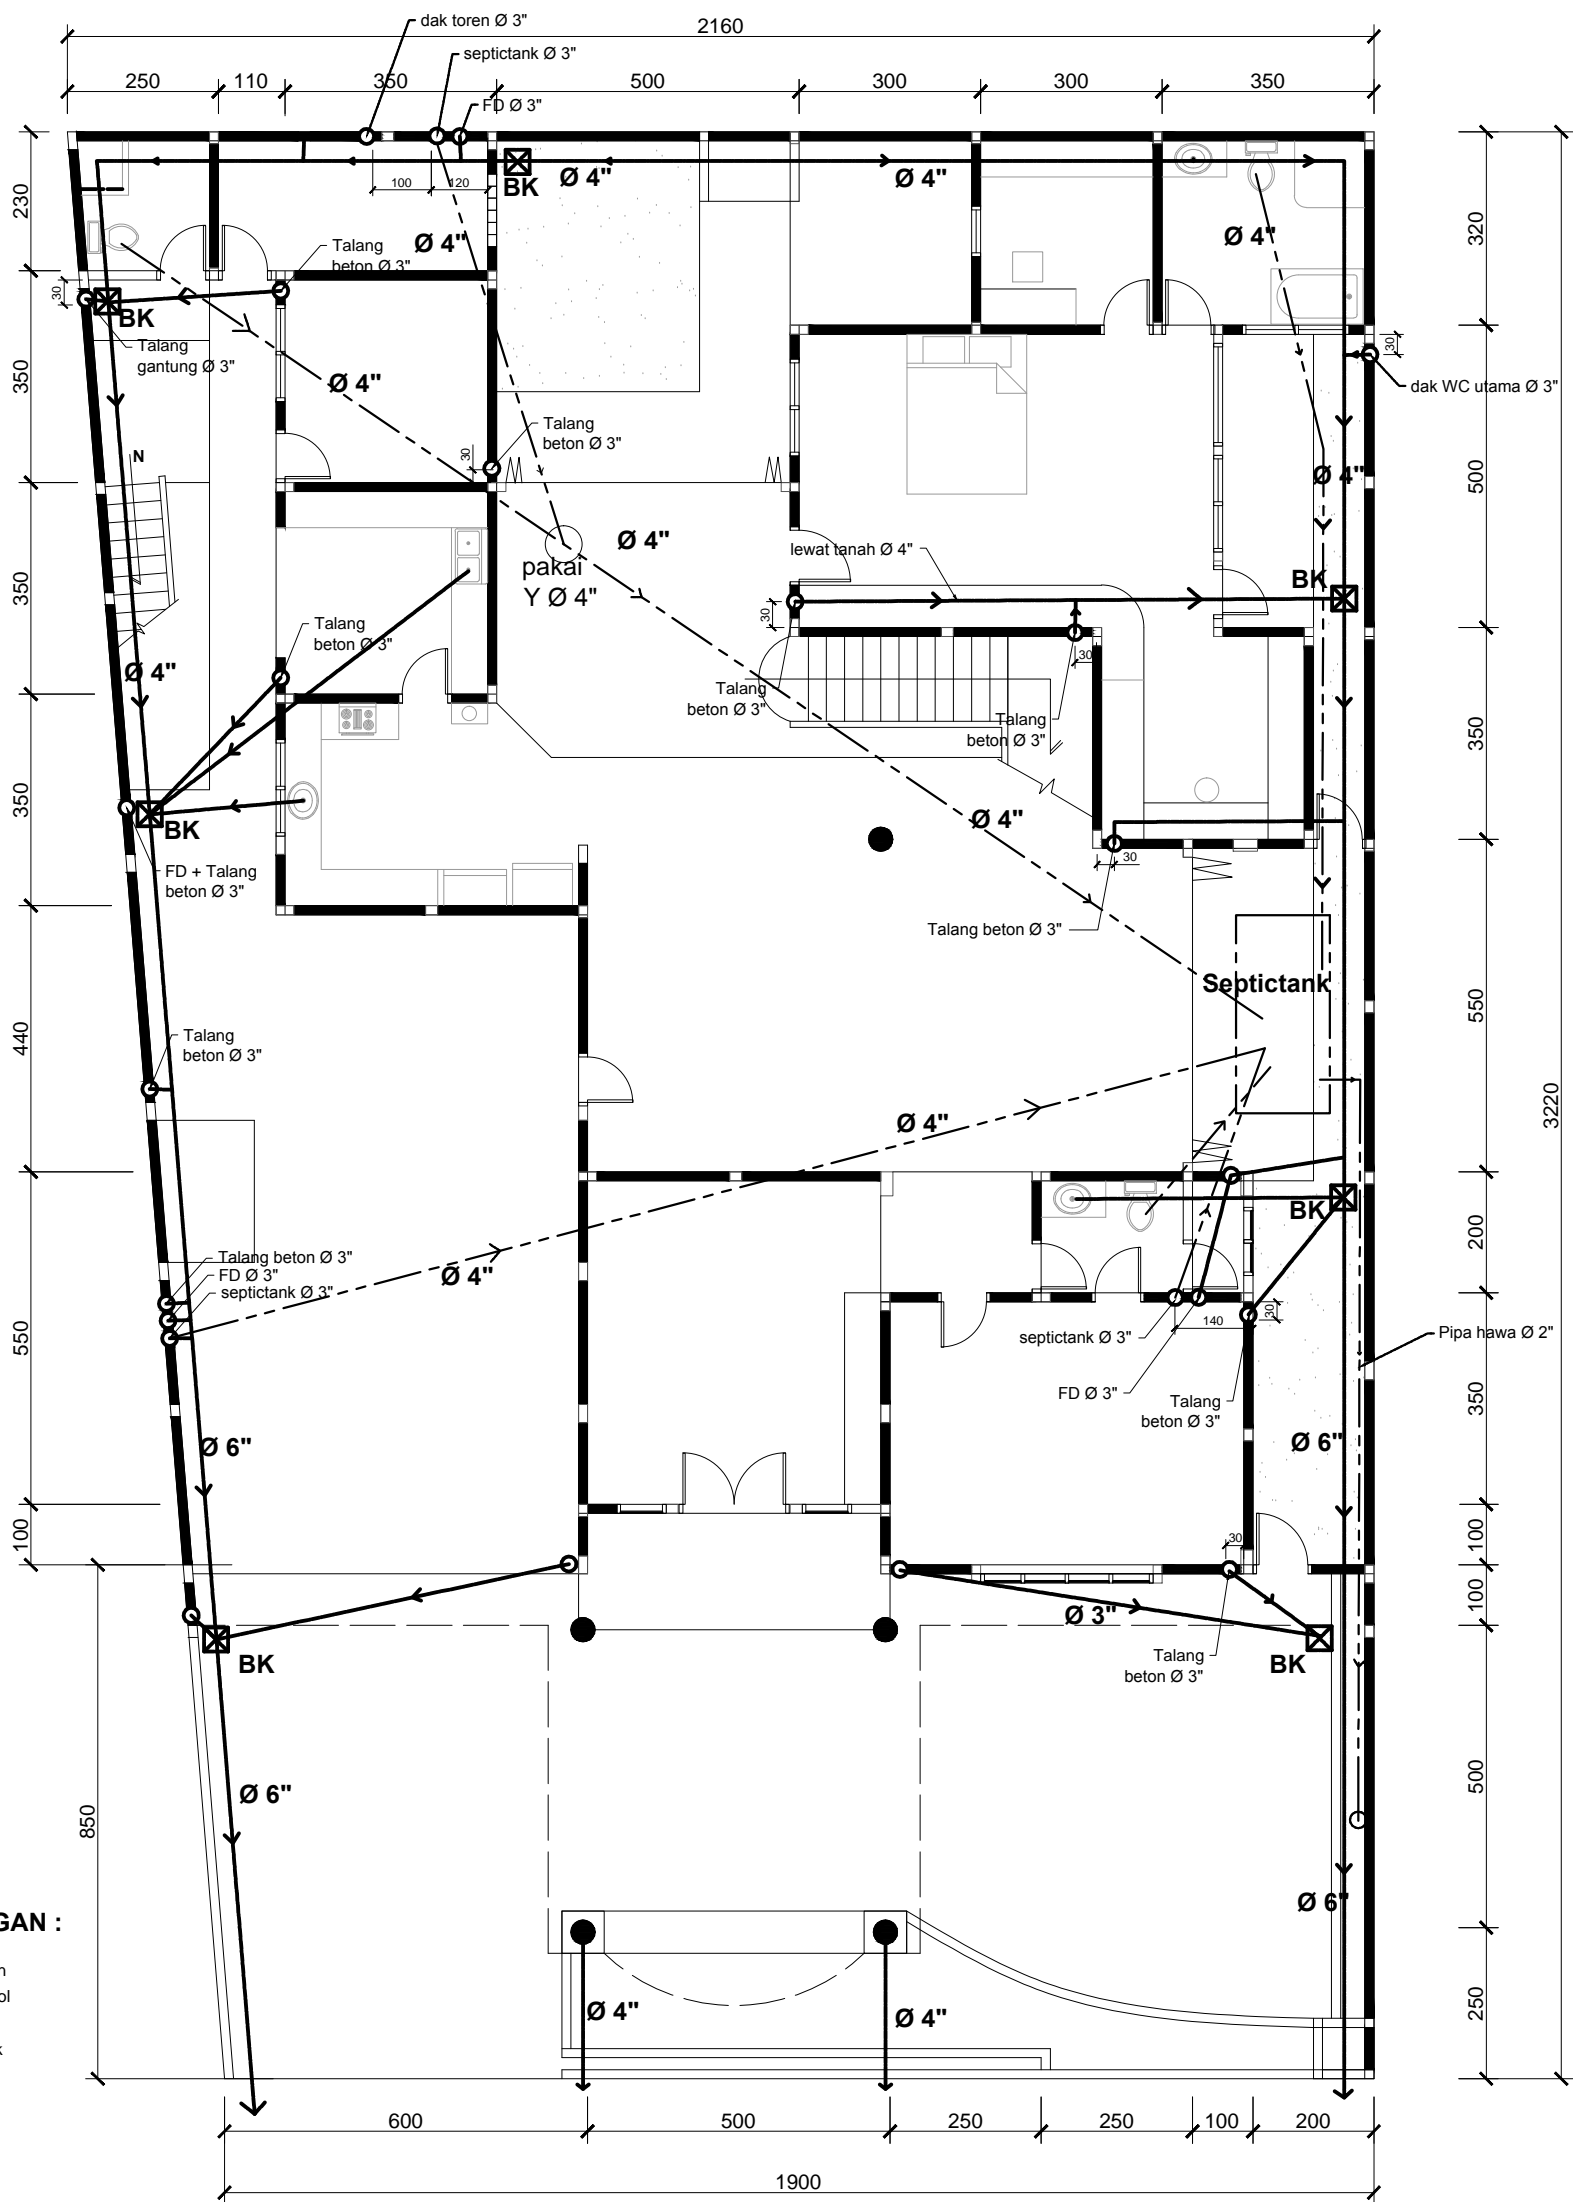 dak toren Ø 3"
2160
septictank Ø 3"
250
110
350
500
300
300
350
FD Ø 3"
230
BK
Ø 4"
Ø 4"
100
120
320
Ø 4"
Talang
beton Ø 3"
Ø 4"
30
BK
Talang
gantung Ø 3"
30
350
Ø 4"
dak WC utama Ø 3"
Talang
beton Ø 3"
30
N
Ø 4"
500
Ø 4"
lewat tanah Ø 4"
pakai
Y Ø 4"
BK
350
30
Talang
beton Ø 3"
Ø 4"
30
Talang
beton Ø 3"
Talang
beton Ø 3"
350
350
BK
Ø 4"
30
FD + Talang
beton Ø 3"
Talang beton Ø 3"
Septictank
550
440
Talang
beton Ø 3"
Ø 4"
3220
BK
200
Talang beton Ø 3"
FD Ø 3"
septictank Ø 3"
Ø 4"
30
140
septictank Ø 3"
550
Pipa hawa Ø 2"
FD Ø 3"
Talang
beton Ø 3"
350
Ø 6"
Ø 6"
100
30
100
100
Ø 3"
BK
Talang
beton Ø 3"
BK
500
Ø 6"
850
Ø 6"
GAN :
n
ol
k
Ø 4"
Ø 4"
250
600
500
250
250
100
200
1900